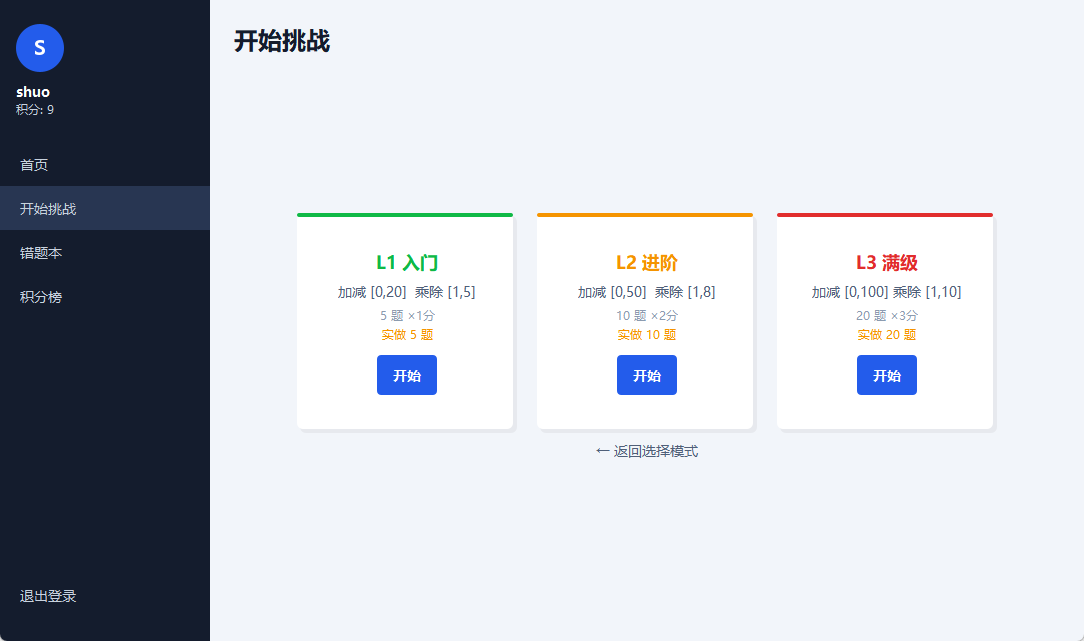 S
shuo
积分: 9
首页
开始挑战
错题本
积分榜
退出登录
开始挑战
L1 入门
加减 [0,20]  乘除 [1,5]
5 题 ×1分
实做 5 题
开始
L2 进阶
加减 [0,50]  乘除 [1,8]
10 题 ×2分
实做 10 题
开始
L3 满级
加减 [0,100] 乘除 [1,10]
20 题 ×3分
实做 20 题
开始
← 返回选择模式